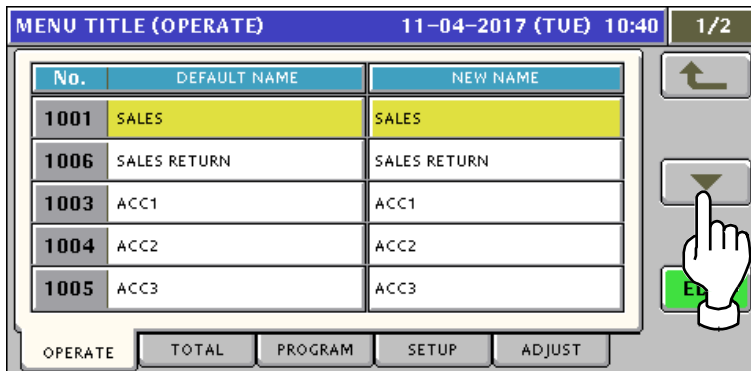 MENU TITLE (OPERATE) 11-04-2017 (TUE) 10:40 1/2
No. DEFAULT NAME NEW NAME
1001 SALES SALES
1006 SALES RETURN SALES RETURN
1003 ACC1 ACC1
1004 ACC2 ACC2
1005 ACC3 ACC3
OPERATE TOTAL PROGRAM SETUP ADJUST